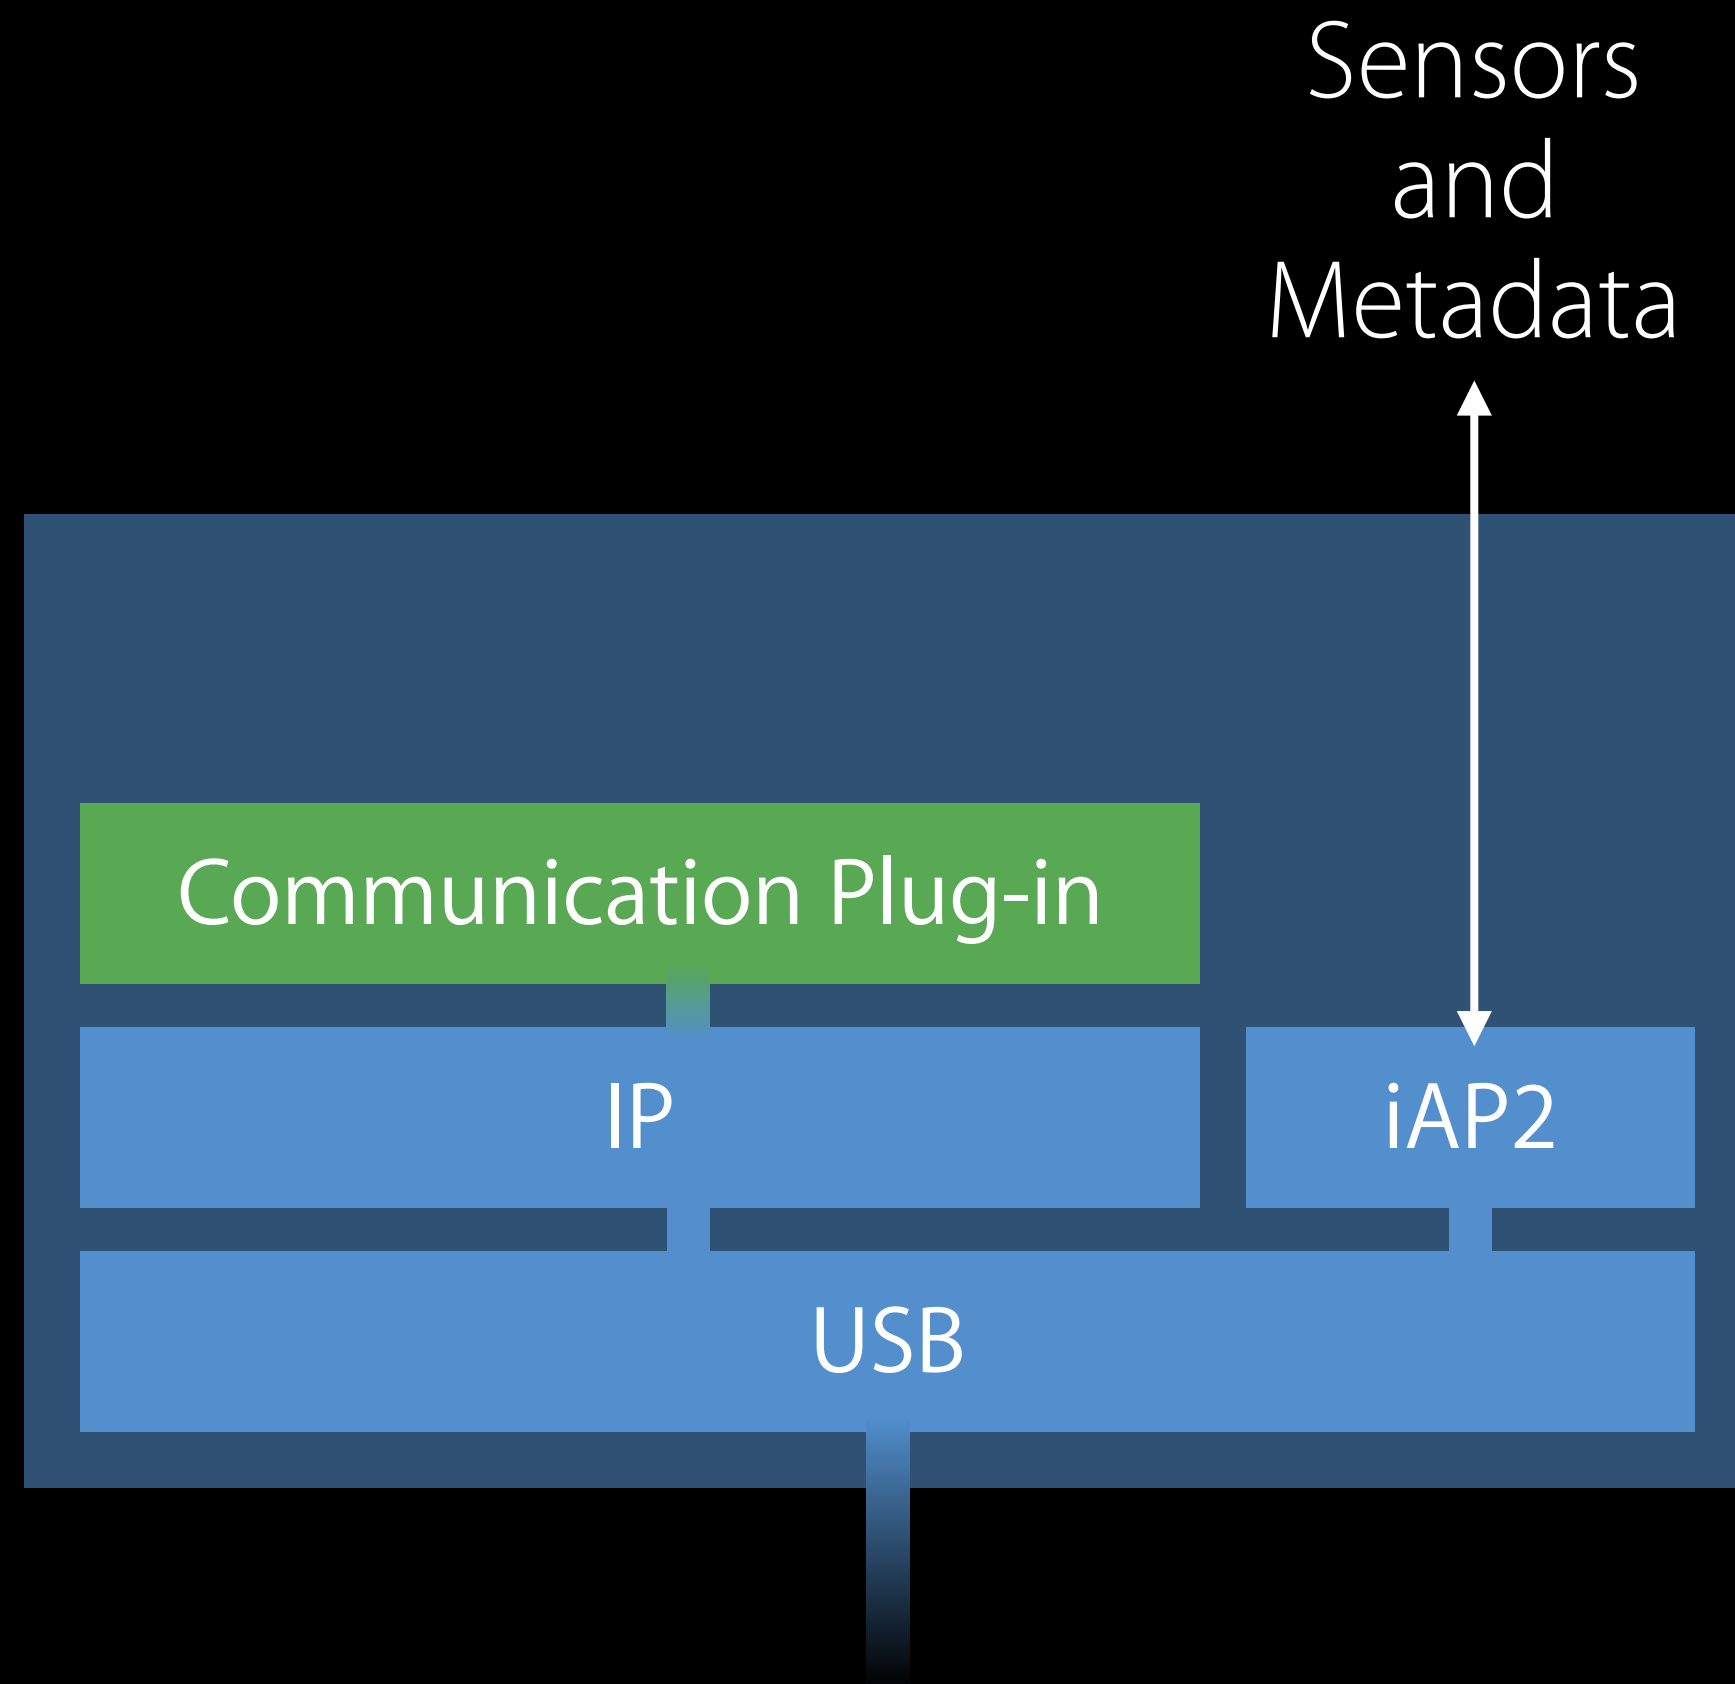 Sensors
and
Metadata
Communication Plug-in
IP
iAP2
USB